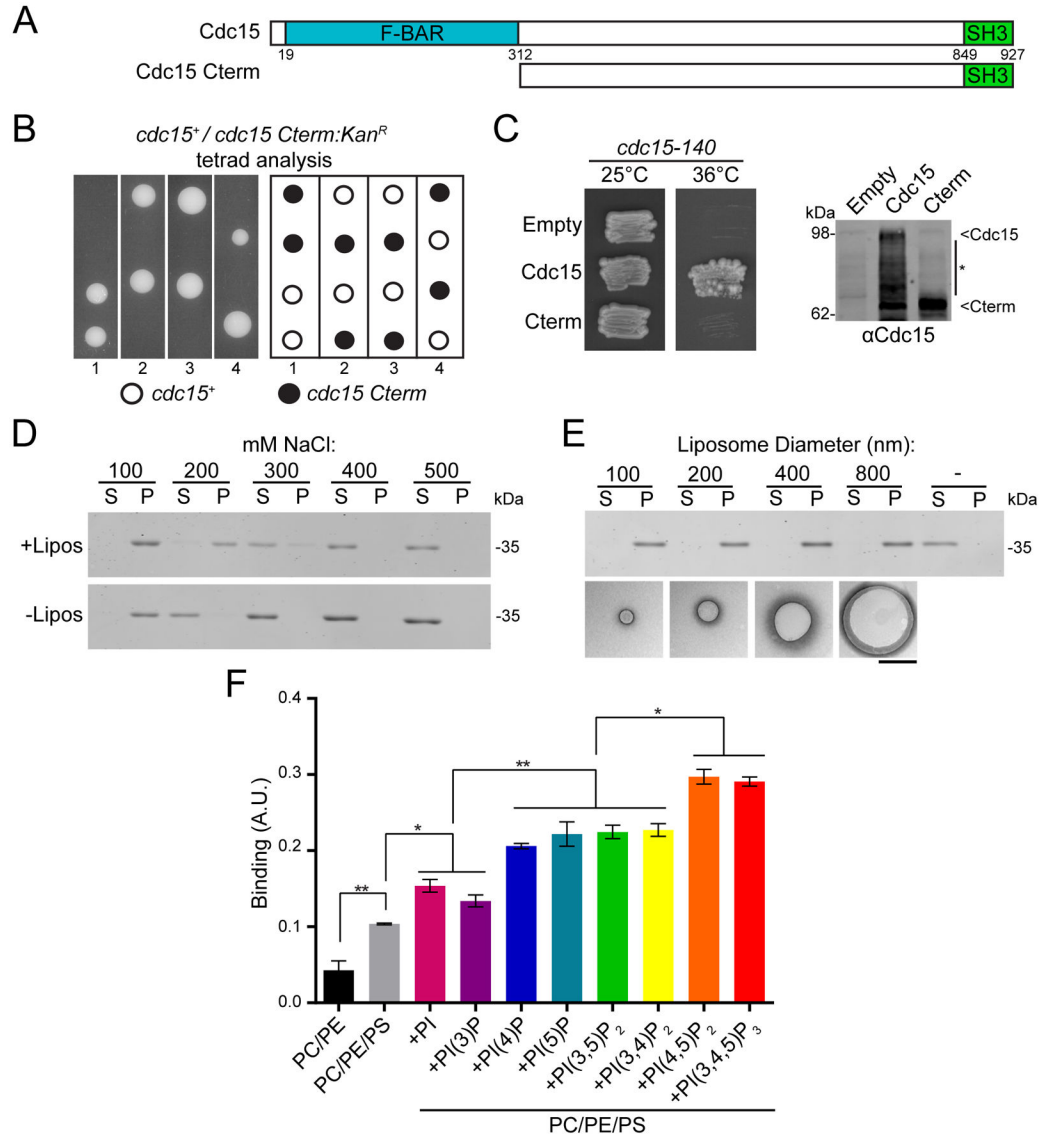 A
Cdc15
F-BAR
SH3
19
312
849
927
Cdc15 Cterm
SH3
B
cdc15⁺ / cdc15 Cterm:Kanᴿ
tetrad analysis
1 2 3 4 1 2 3 4
cdc15⁺ cdc15 Cterm
C
cdc15-140
25°C 36°C
Empty
Cdc15
Cterm
Empty Cdc15 Cterm
kDa
98-
<Cdc15
*
<Cterm
62-
αCdc15
D
mM NaCl:
100 200 300 400 500
S P S P S P S P S P kDa
+Lipos -35
-Lipos -35
E
Liposome Diameter (nm):
100 200 400 800 -
S P S P S P S P S P kDa
-35
F
Binding (A.U.)
0.4
0.3
0.2
0.1
0.0
**
*
**
*
PC/PE
PC/PE/PS
+PI
+PI(3)P
+PI(4)P
+PI(5)P
+PI(3,5)P₂
+PI(3,4)P₂
+PI(4,5)P₂
+PI(3,4,5)P₃
PC/PE/PS